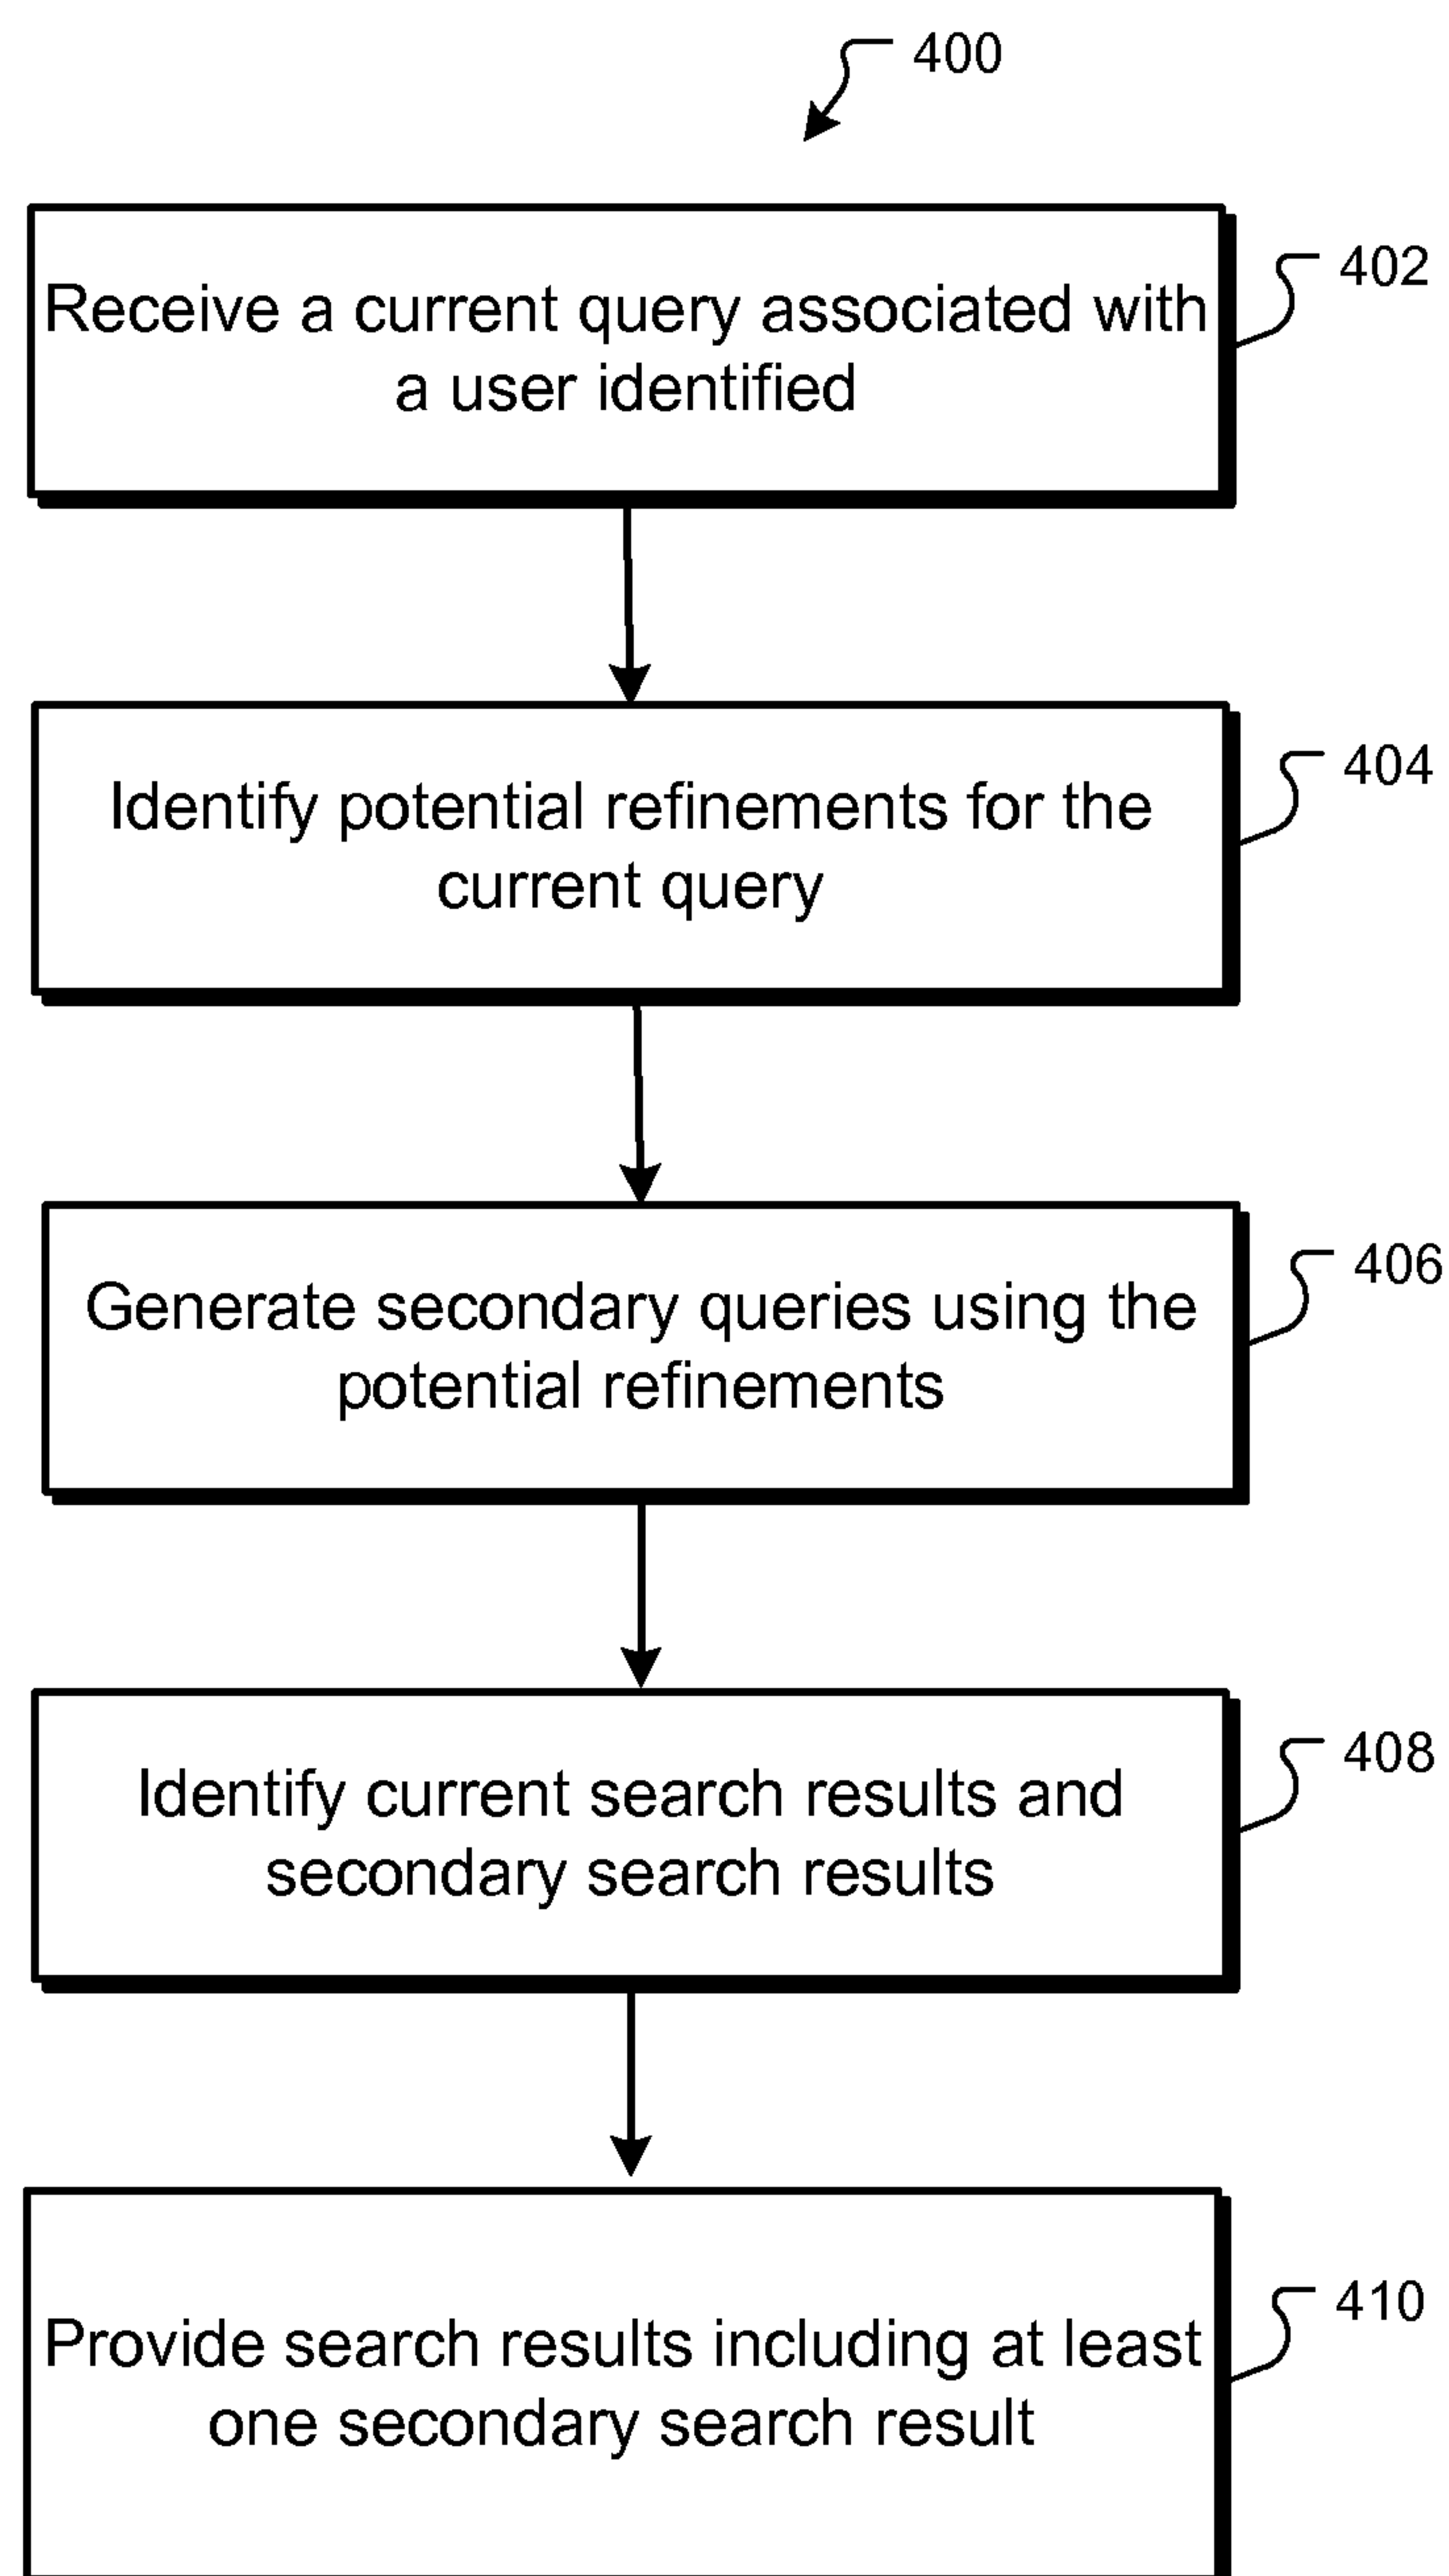 400
Receive a current query associated with
a user identified
402
Identify potential refinements for the
current query
404
Generate secondary queries using the
potential refinements
406
Identify current search results and
secondary search results
408
Provide search results including at least
one secondary search result
410